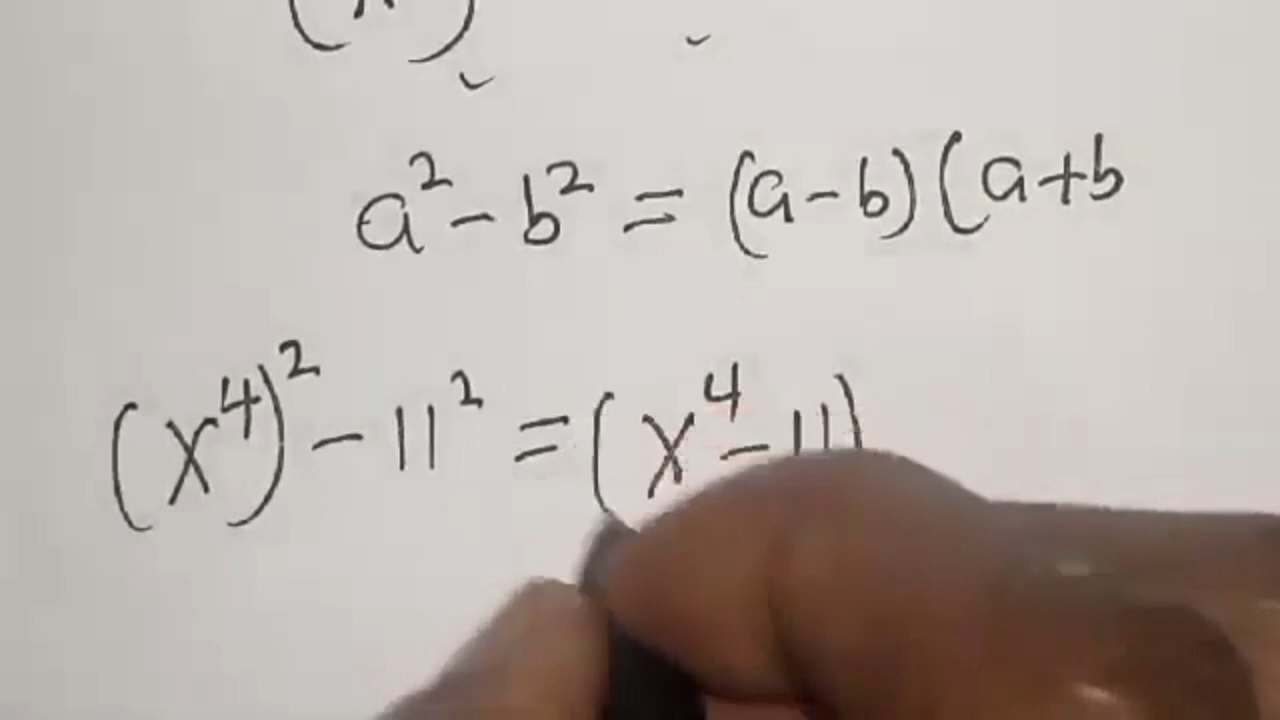 a² - b² = (a - b) (a + b
(x⁴)² - 11² = (x⁴ - 11)